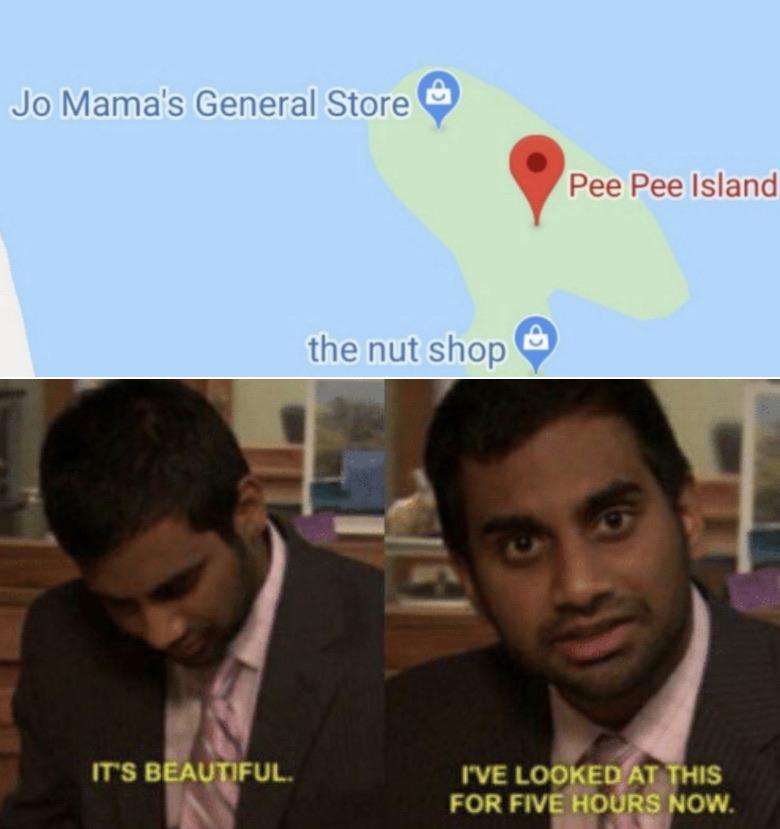 Jo Mama's General Store
Pee Pee Island
the nut shop
IT'S BEAUTIFUL.
I'VE LOOKED AT THIS
FOR FIVE HOURS NOW.